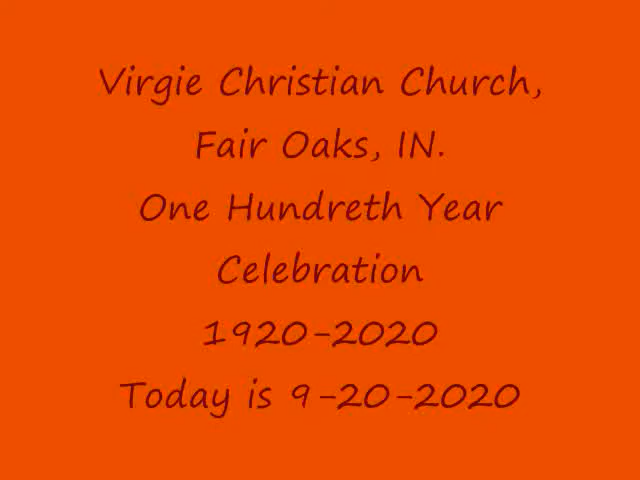 Virgie Christian Church,
Fair Oaks, IN.
One Hundreth Year
Celebration
1920-2020
Today is 9-20-2020